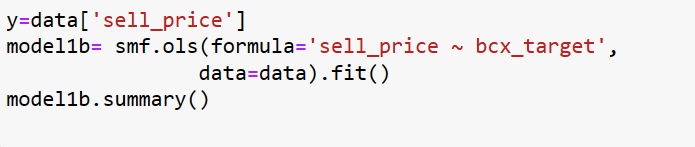 y=data['sell_price']
model1b= smf.ols(formula='sell_price ~ bcx_target',
                data=data).fit()
model1b.summary()